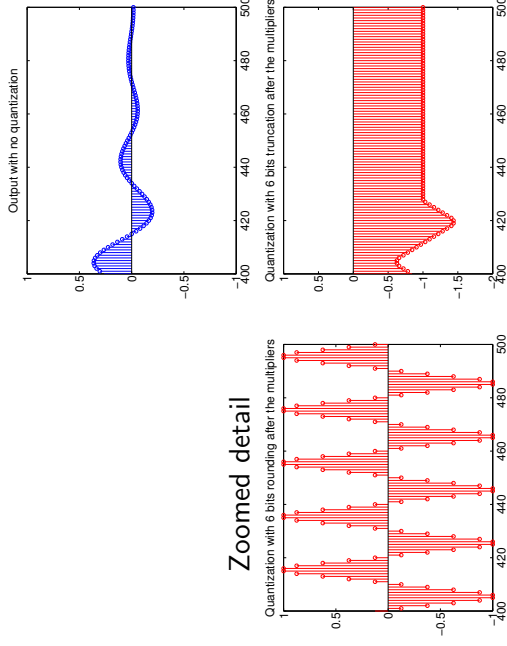 Output with no quantization
1
0.5
0
−0.5
−1
400 420 440 460 480 500
Zoomed detail
Quantization with 6 bits rounding after the multipliers
1
0.5
0
−0.5
−1
400 420 440 460 480 500
Quantization with 6 bits truncation after the multipliers
1
0.5
0
−0.5
−1
−1.5
−2
400 420 440 460 480 500